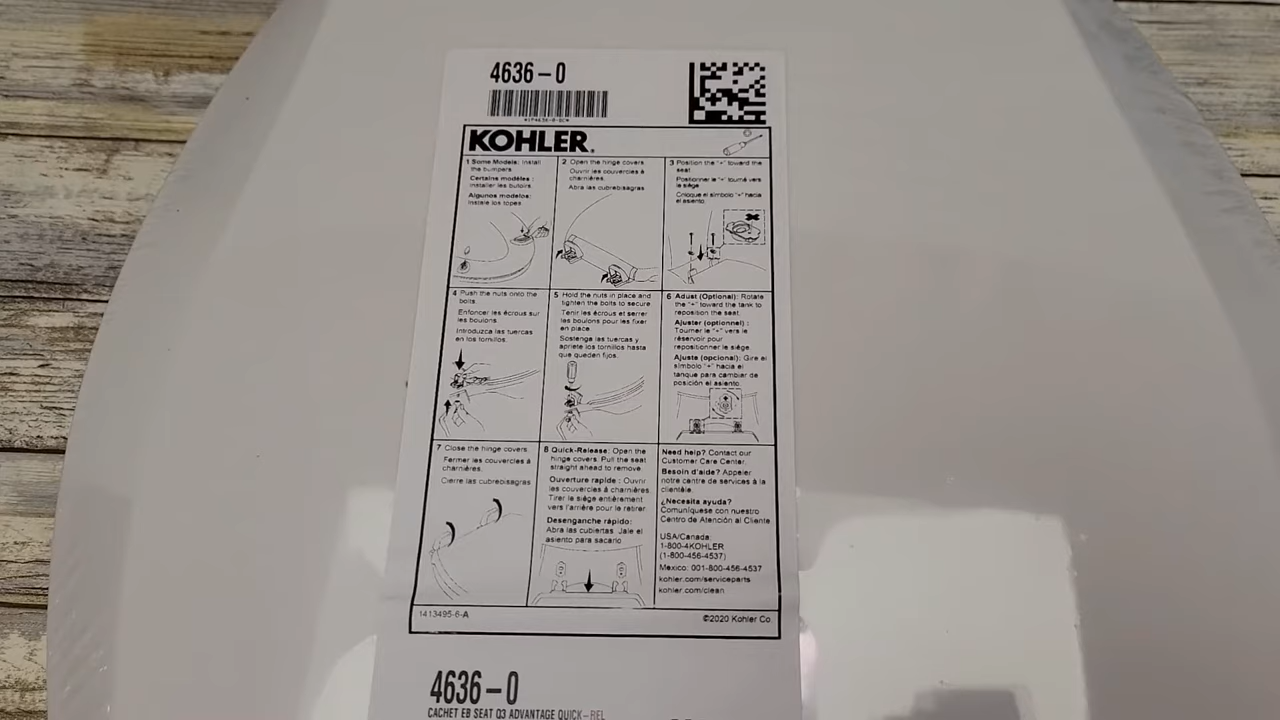 4636-0
KOHLER.
1 Some Models: Install
the bumpers.
Certains modèles :
Installer les butoirs.
Algunos modelos:
Instale los topes.
2 Open the hinge covers.
Ouvrir les couvercles à
charnières.
Abra las cubrebisagras
3 Position the "+" toward the
seat.
Positionner le "+" tourné vers
le siège
Coloque el símbolo "+" hacia
el asiento.
4 Push the nuts onto the
bolts.
Enfoncer les écrous sur
les boulons.
Introduzca las tuercas
en los tornillos.
5 Hold the nuts in place and
tighten the bolts to secure.
Tenir les écrous et serrer
les boulons pour les fixer
en place.
Sostenga las tuercas y
apriete los tornillos hasta
que queden fijos.
6 Adust (Optional): Rotate
the "+" toward the tank to
reposition the seat.
Ajuster (optionnel) :
Tourner le "+" vers le
réservoir pour
repositionner le siège.
Ajuste (opcional): Gire el
símbolo "+" hacia el
tanque para cambiar de
posición el asiento.
7 Close the hinge covers.
Fermer les couvercles à
charnières.
Cierre las cubrebisagras
8 Quick-Release: Open the
hinge covers. Pull the seat
straight ahead to remove.
Ouverture rapide : Ouvrir
les couvercles à charnières.
Tirer le siège entièrement
vers l'arrière pour le retirer
Desenganche rápido:
Abra las cubiertas. Jale el
asiento para sacarlo
Need help? Contact our
Customer Care Center.
Besoin d'aide? Appeler
notre centre de services à la
clientèle.
¿Necesita ayuda?
Comuníquese con nuestro
Centro de Atención al Cliente
USA/Canada:
1-800-4KOHLER
(1-800-456-4537)
Mexico: 001-800-456-4537
kohler.com/serviceparts
kohler.com/clean
1413495-6-A
©2020 Kohler Co.
4636-0
CACHET EB SEAT Q3 ADVANTAGE QUICK-REL